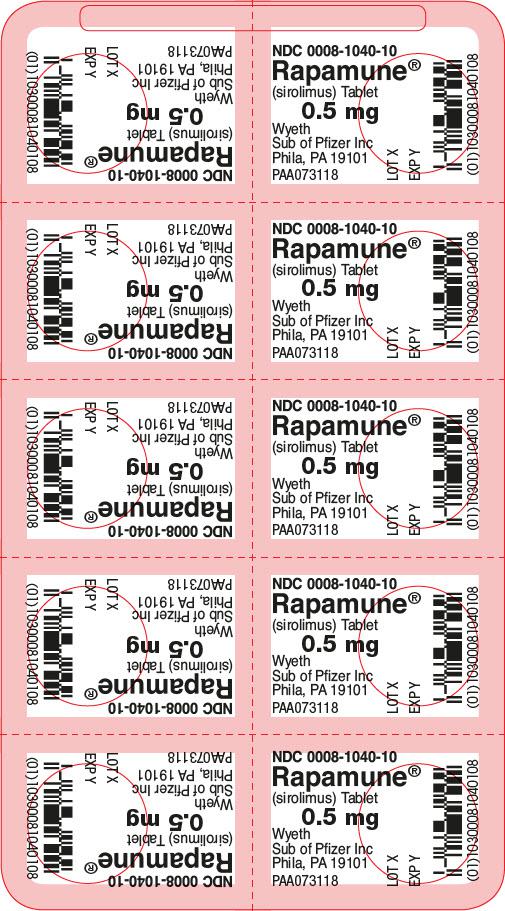 NDC 0008-1040-10
Rapamune®
(sirolimus) Tablet
0.5 mg
Wyeth
Sub of Pfizer Inc
Phila, PA 19101
PAA073118
LOT X
EXP Y
(01)10300081040108
NDC 0008-1040-10
Rapamune®
(sirolimus) Tablet
0.5 mg
Wyeth
Sub of Pfizer Inc
Phila, PA 19101
PAA073118
LOT X
EXP Y
(01)10300081040108
NDC 0008-1040-10
Rapamune®
(sirolimus) Tablet
0.5 mg
Wyeth
Sub of Pfizer Inc
Phila, PA 19101
PAA073118
LOT X
EXP Y
(01)10300081040108
NDC 0008-1040-10
Rapamune®
(sirolimus) Tablet
0.5 mg
Wyeth
Sub of Pfizer Inc
Phila, PA 19101
PAA073118
LOT X
EXP Y
(01)10300081040108
NDC 0008-1040-10
Rapamune®
(sirolimus) Tablet
0.5 mg
Wyeth
Sub of Pfizer Inc
Phila, PA 19101
PAA073118
LOT X
EXP Y
(01)10300081040108
NDC 0008-1040-10
Rapamune®
(sirolimus) Tablet
0.5 mg
Wyeth
Sub of Pfizer Inc
Phila, PA 19101
PAA073118
LOT X
EXP Y
(01)10300081040108
NDC 0008-1040-10
Rapamune®
(sirolimus) Tablet
0.5 mg
Wyeth
Sub of Pfizer Inc
Phila, PA 19101
PAA073118
LOT X
EXP Y
(01)10300081040108
NDC 0008-1040-10
Rapamune®
(sirolimus) Tablet
0.5 mg
Wyeth
Sub of Pfizer Inc
Phila, PA 19101
PAA073118
LOT X
EXP Y
(01)10300081040108
NDC 0008-1040-10
Rapamune®
(sirolimus) Tablet
0.5 mg
Wyeth
Sub of Pfizer Inc
Phila, PA 19101
PAA073118
LOT X
EXP Y
(01)10300081040108
NDC 0008-1040-10
Rapamune®
(sirolimus) Tablet
0.5 mg
Wyeth
Sub of Pfizer Inc
Phila, PA 19101
PAA073118
LOT X
EXP Y
(01)10300081040108